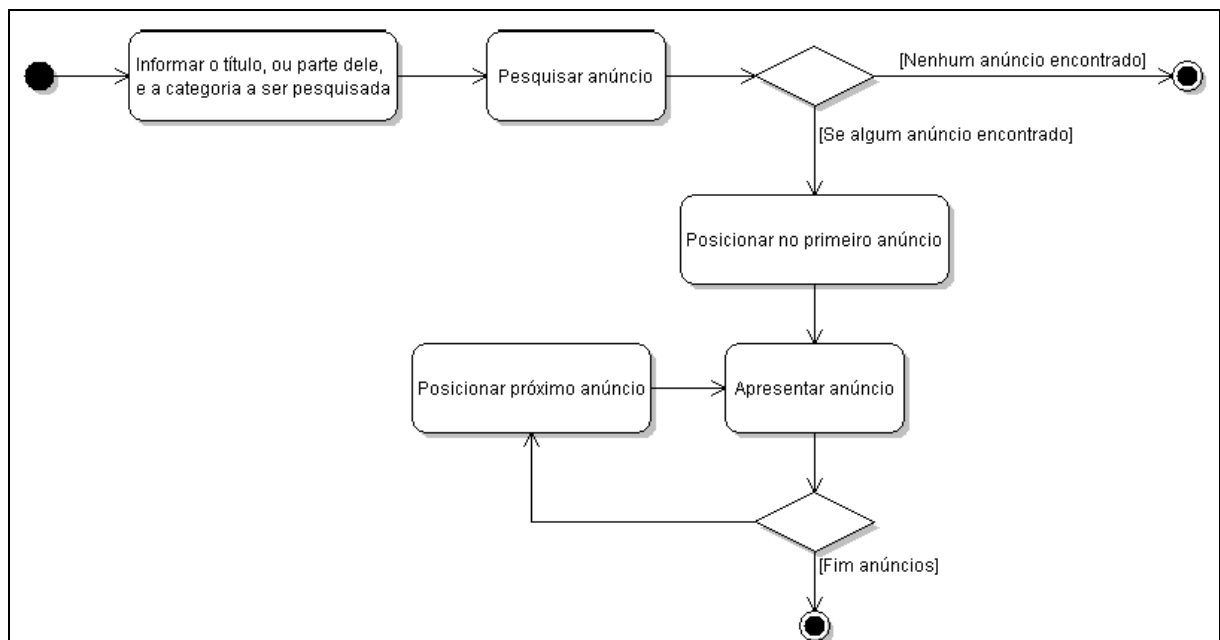 Informar o título, ou parte dele,
e a categoria a ser pesquisada
Pesquisar anúncio
[Nenhum anúncio encontrado]
[Se algum anúncio encontrado]
Posicionar no primeiro anúncio
Posicionar próximo anúncio
Apresentar anúncio
[Fim anúncios]